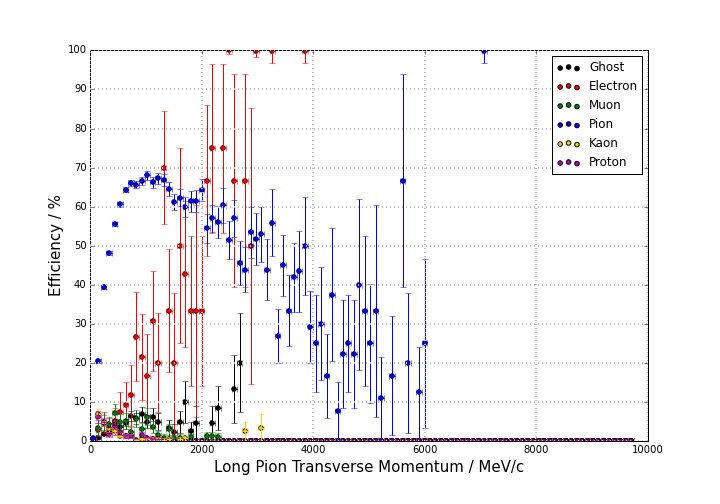 100
90
80
70
60
50
40
30
20
10
0
Efficiency / %
0 2000 4000 6000 8000 10000
Long Pion Transverse Momentum / MeV/c
Ghost
Electron
Muon
Pion
Kaon
Proton